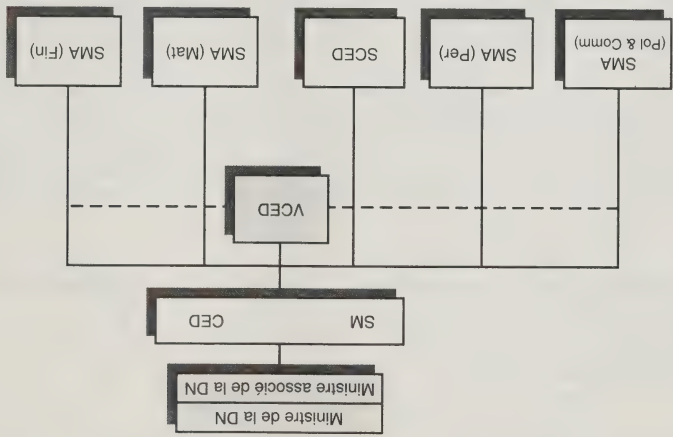 Ministre de la DN
Ministre associé de la DN
SM CED
VCED
SMA
(Pol & Comm)
SMA (Per)
SCED
SMA (Mat)
SMA (Fin)